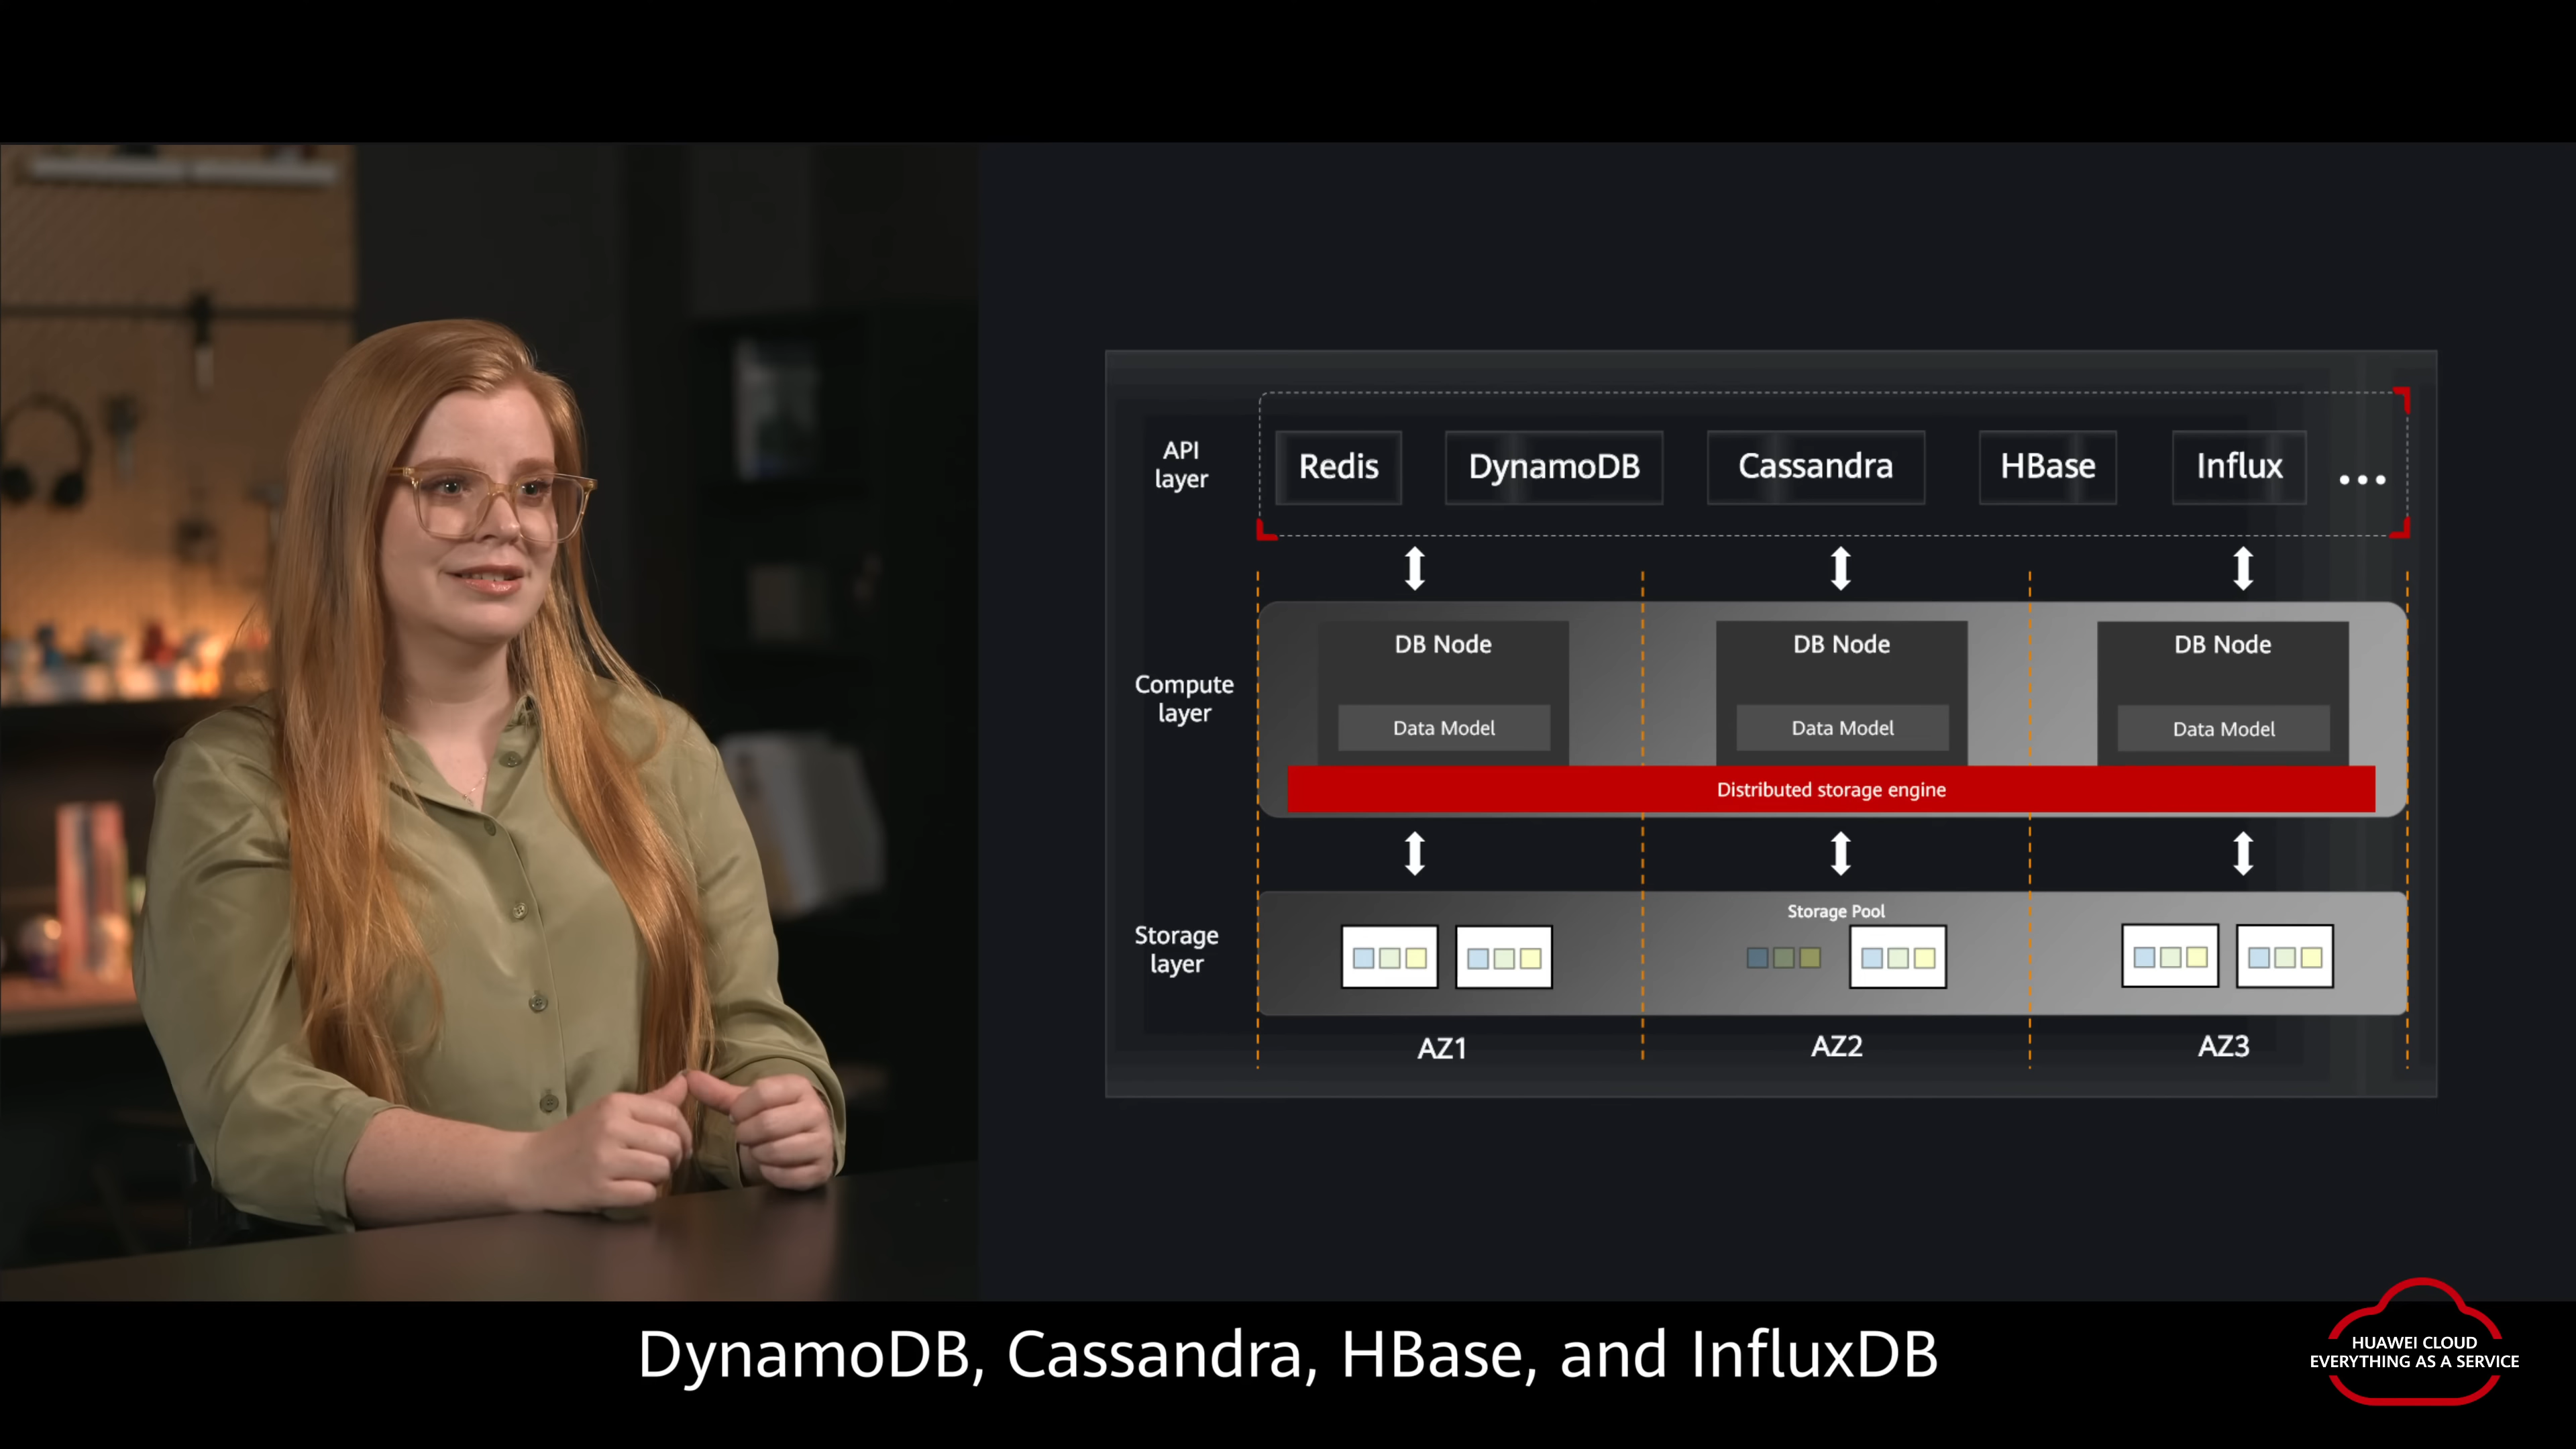 API
layer
Redis
DynamoDB
Cassandra
HBase
Influx
...
Compute
layer
DB Node
Data Model
DB Node
Data Model
DB Node
Data Model
Distributed storage engine
Storage
layer
Storage Pool
AZ1
AZ2
AZ3
DynamoDB, Cassandra, HBase, and InfluxDB
HUAWEI CLOUD
EVERYTHING AS A SERVICE